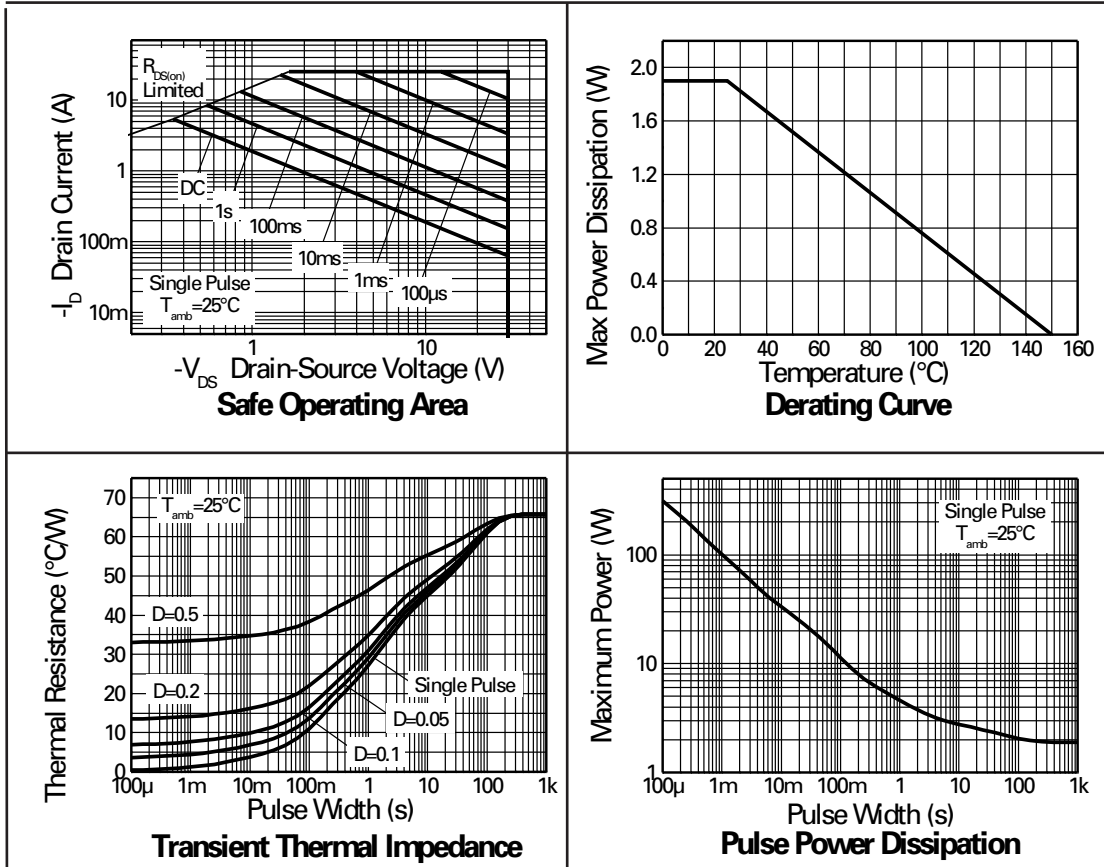 R_DS(on)
Limited
10
1
100m
10m
-I_D Drain Current (A)
DC
1s
100ms
10ms
1ms
100µs
Single Pulse
T_amb=25°C
1
10
-V_DS Drain-Source Voltage (V)
Safe Operating Area
Max Power Dissipation (W)
2.0
1.6
1.2
0.8
0.4
0.0
0 20 40 60 80 100 120 140 160
Temperature (°C)
Derating Curve
Thermal Resistance (°C/W)
70
60
50
40
30
20
10
0
T_amb=25°C
D=0.5
D=0.2
Single Pulse
D=0.05
D=0.1
100µ 1m 10m 100m 1 10 100 1k
Pulse Width (s)
Transient Thermal Impedance
Maximum Power (W)
100
10
1
Single Pulse
T_amb=25°C
100µ 1m 10m 100m 1 10 100 1k
Pulse Width (s)
Pulse Power Dissipation